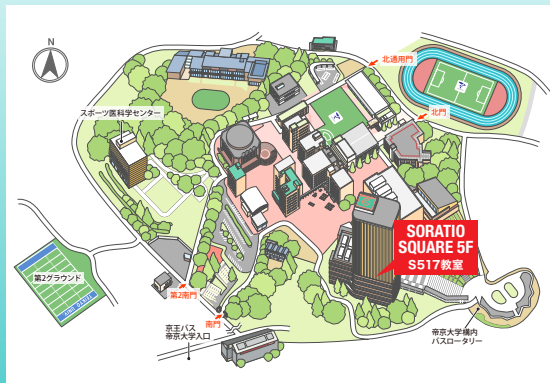 N
北通用門
北門
スポーツ医科学センター
SORATIO
SQUARE 5F
S517教室
第2グラウンド
第2南門
南門
京王バス
帝京大学入口
帝京大学構内
バスロータリー